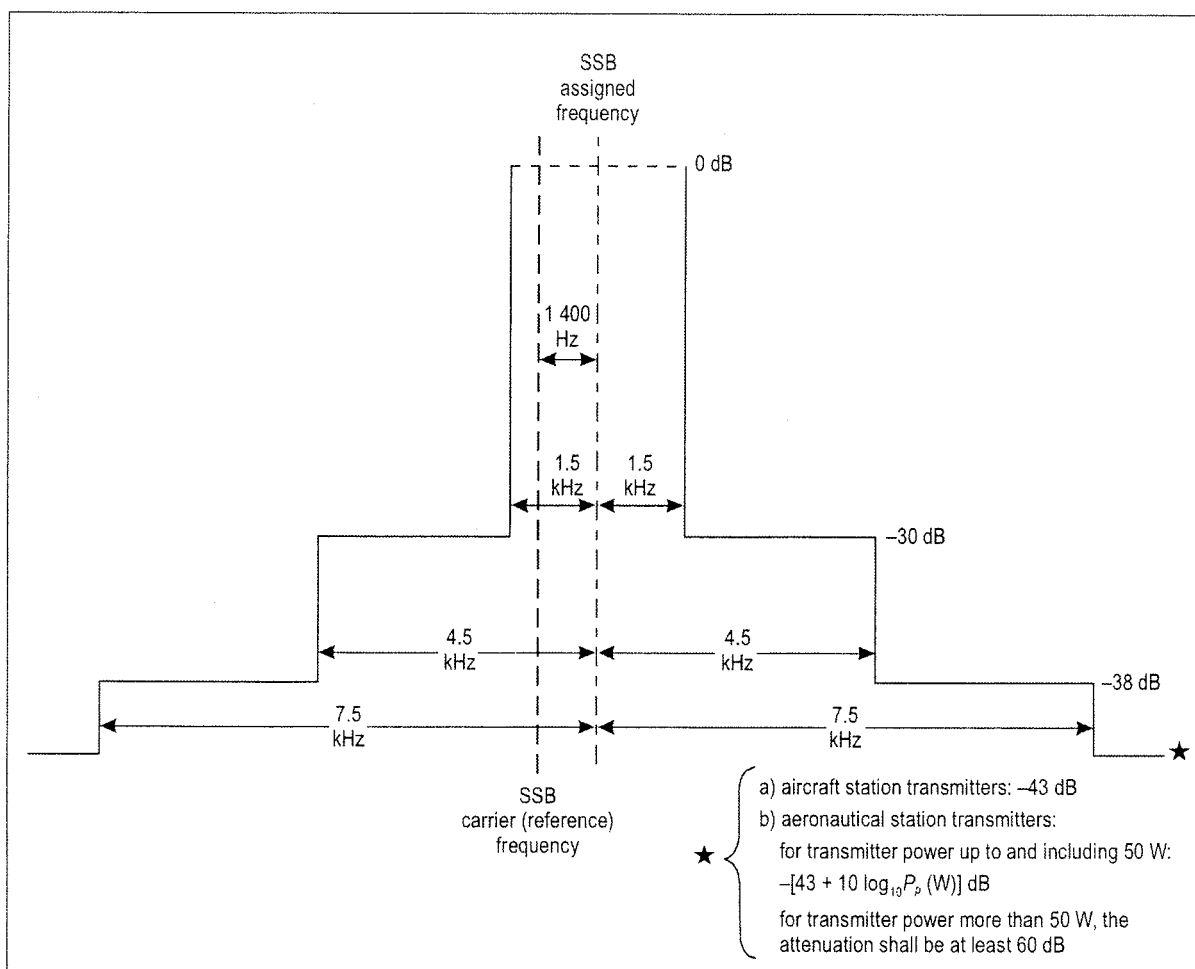 SSB
assigned
frequency
0 dB
1 400
Hz
1.5
kHz
1.5
kHz
–30 dB
4.5
kHz
4.5
kHz
–38 dB
7.5
kHz
7.5
kHz
★
SSB
carrier (reference)
frequency
★
a) aircraft station transmitters: –43 dB
b) aeronautical station transmitters:
for transmitter power up to and including 50 W:
–[43 + 10 log₁₀Pₚ (W)] dB
for transmitter power more than 50 W, the
attenuation shall be at least 60 dB